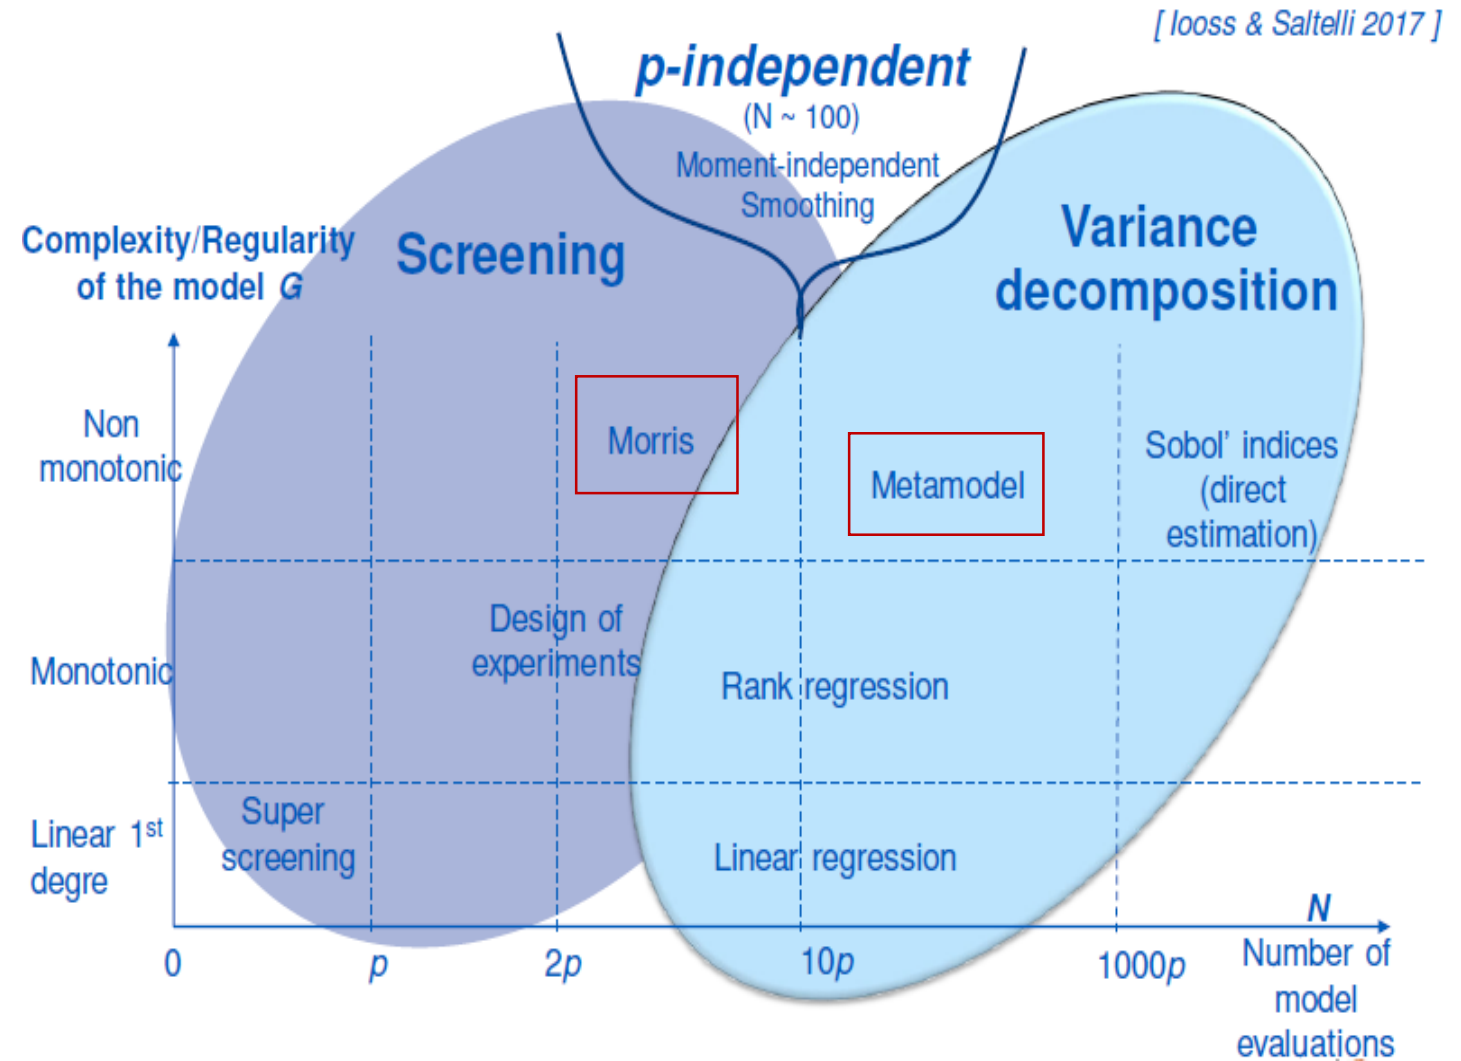 [ Iooss & Saltelli 2017 ]
p-independent
(N ~ 100)
Moment-independent
Smoothing
Complexity/Regularity
of the model G
Screening
Variance
decomposition
Non
monotonic
Morris
Metamodel
Sobol’ indices
(direct
estimation)
Monotonic
Design of
experiments
Rank regression
Linear 1st
degre
Super
screening
Linear regression
0
p
2p
10p
1000p
N
Number of
model
evaluations